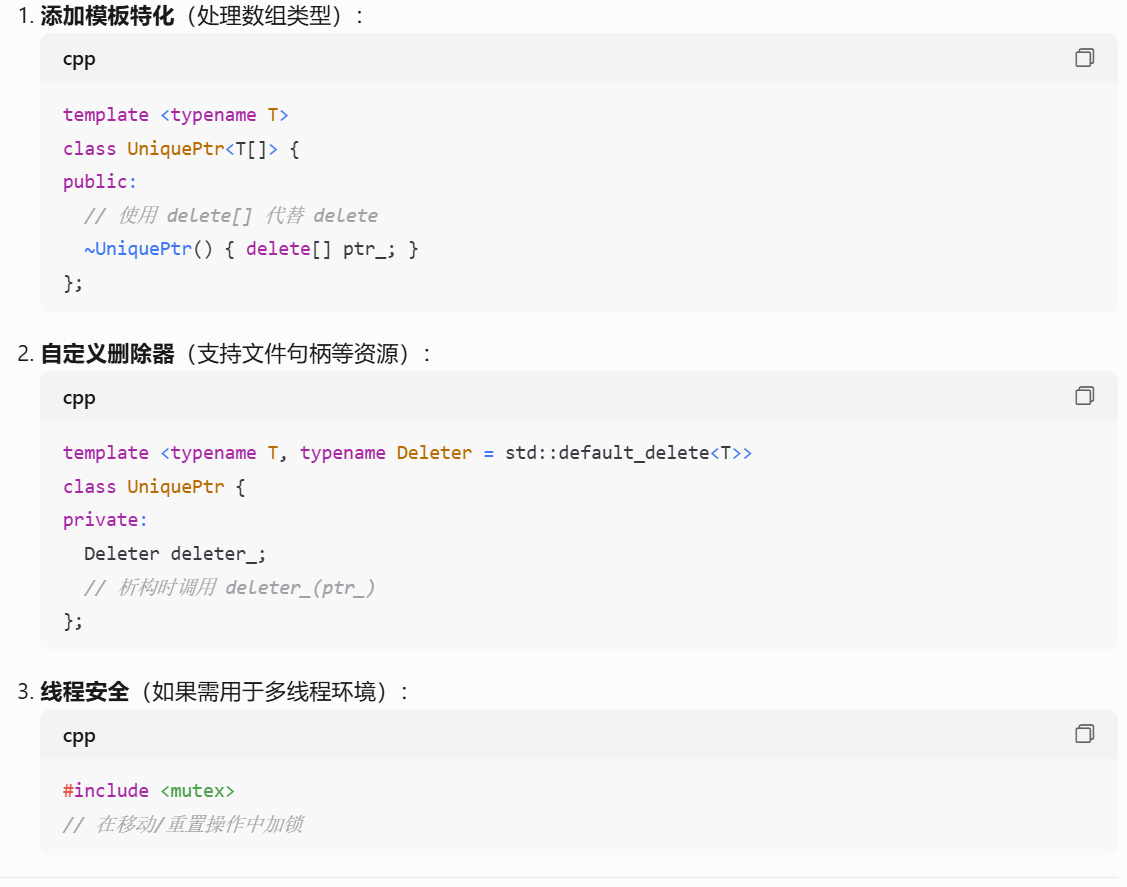 1. 添加模板特化（处理数组类型）:
cpp
template <typename T>
class UniquePtr<T[]> {
public:
  // 使用 delete[] 代替 delete
  ~UniquePtr() { delete[] ptr_; }
};
2. 自定义删除器（支持文件句柄等资源）:
cpp
template <typename T, typename Deleter = std::default_delete<T>>
class UniquePtr {
private:
  Deleter deleter_;
  // 析构时调用 deleter_(ptr_)
};
3. 线程安全（如果需用于多线程环境）:
cpp
#include <mutex>
// 在移动/重置操作中加锁